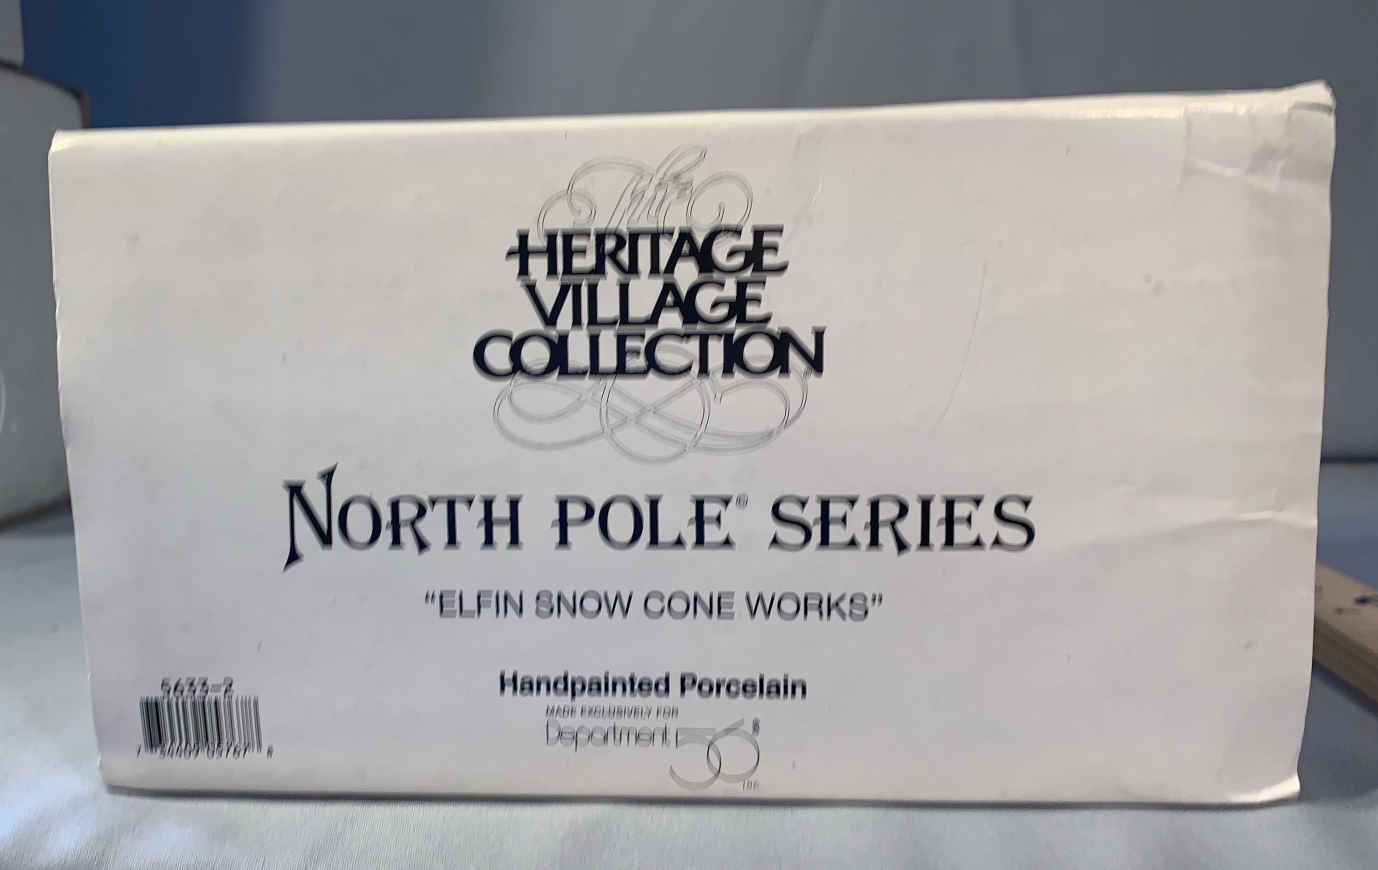 The
HERITAGE
VILLAGE
COLLECTION
NORTH POLE® SERIES
“ELFIN SNOW CONE WORKS”
Handpainted Porcelain
MADE EXCLUSIVELY FOR
Department 56®
INC
5633-2